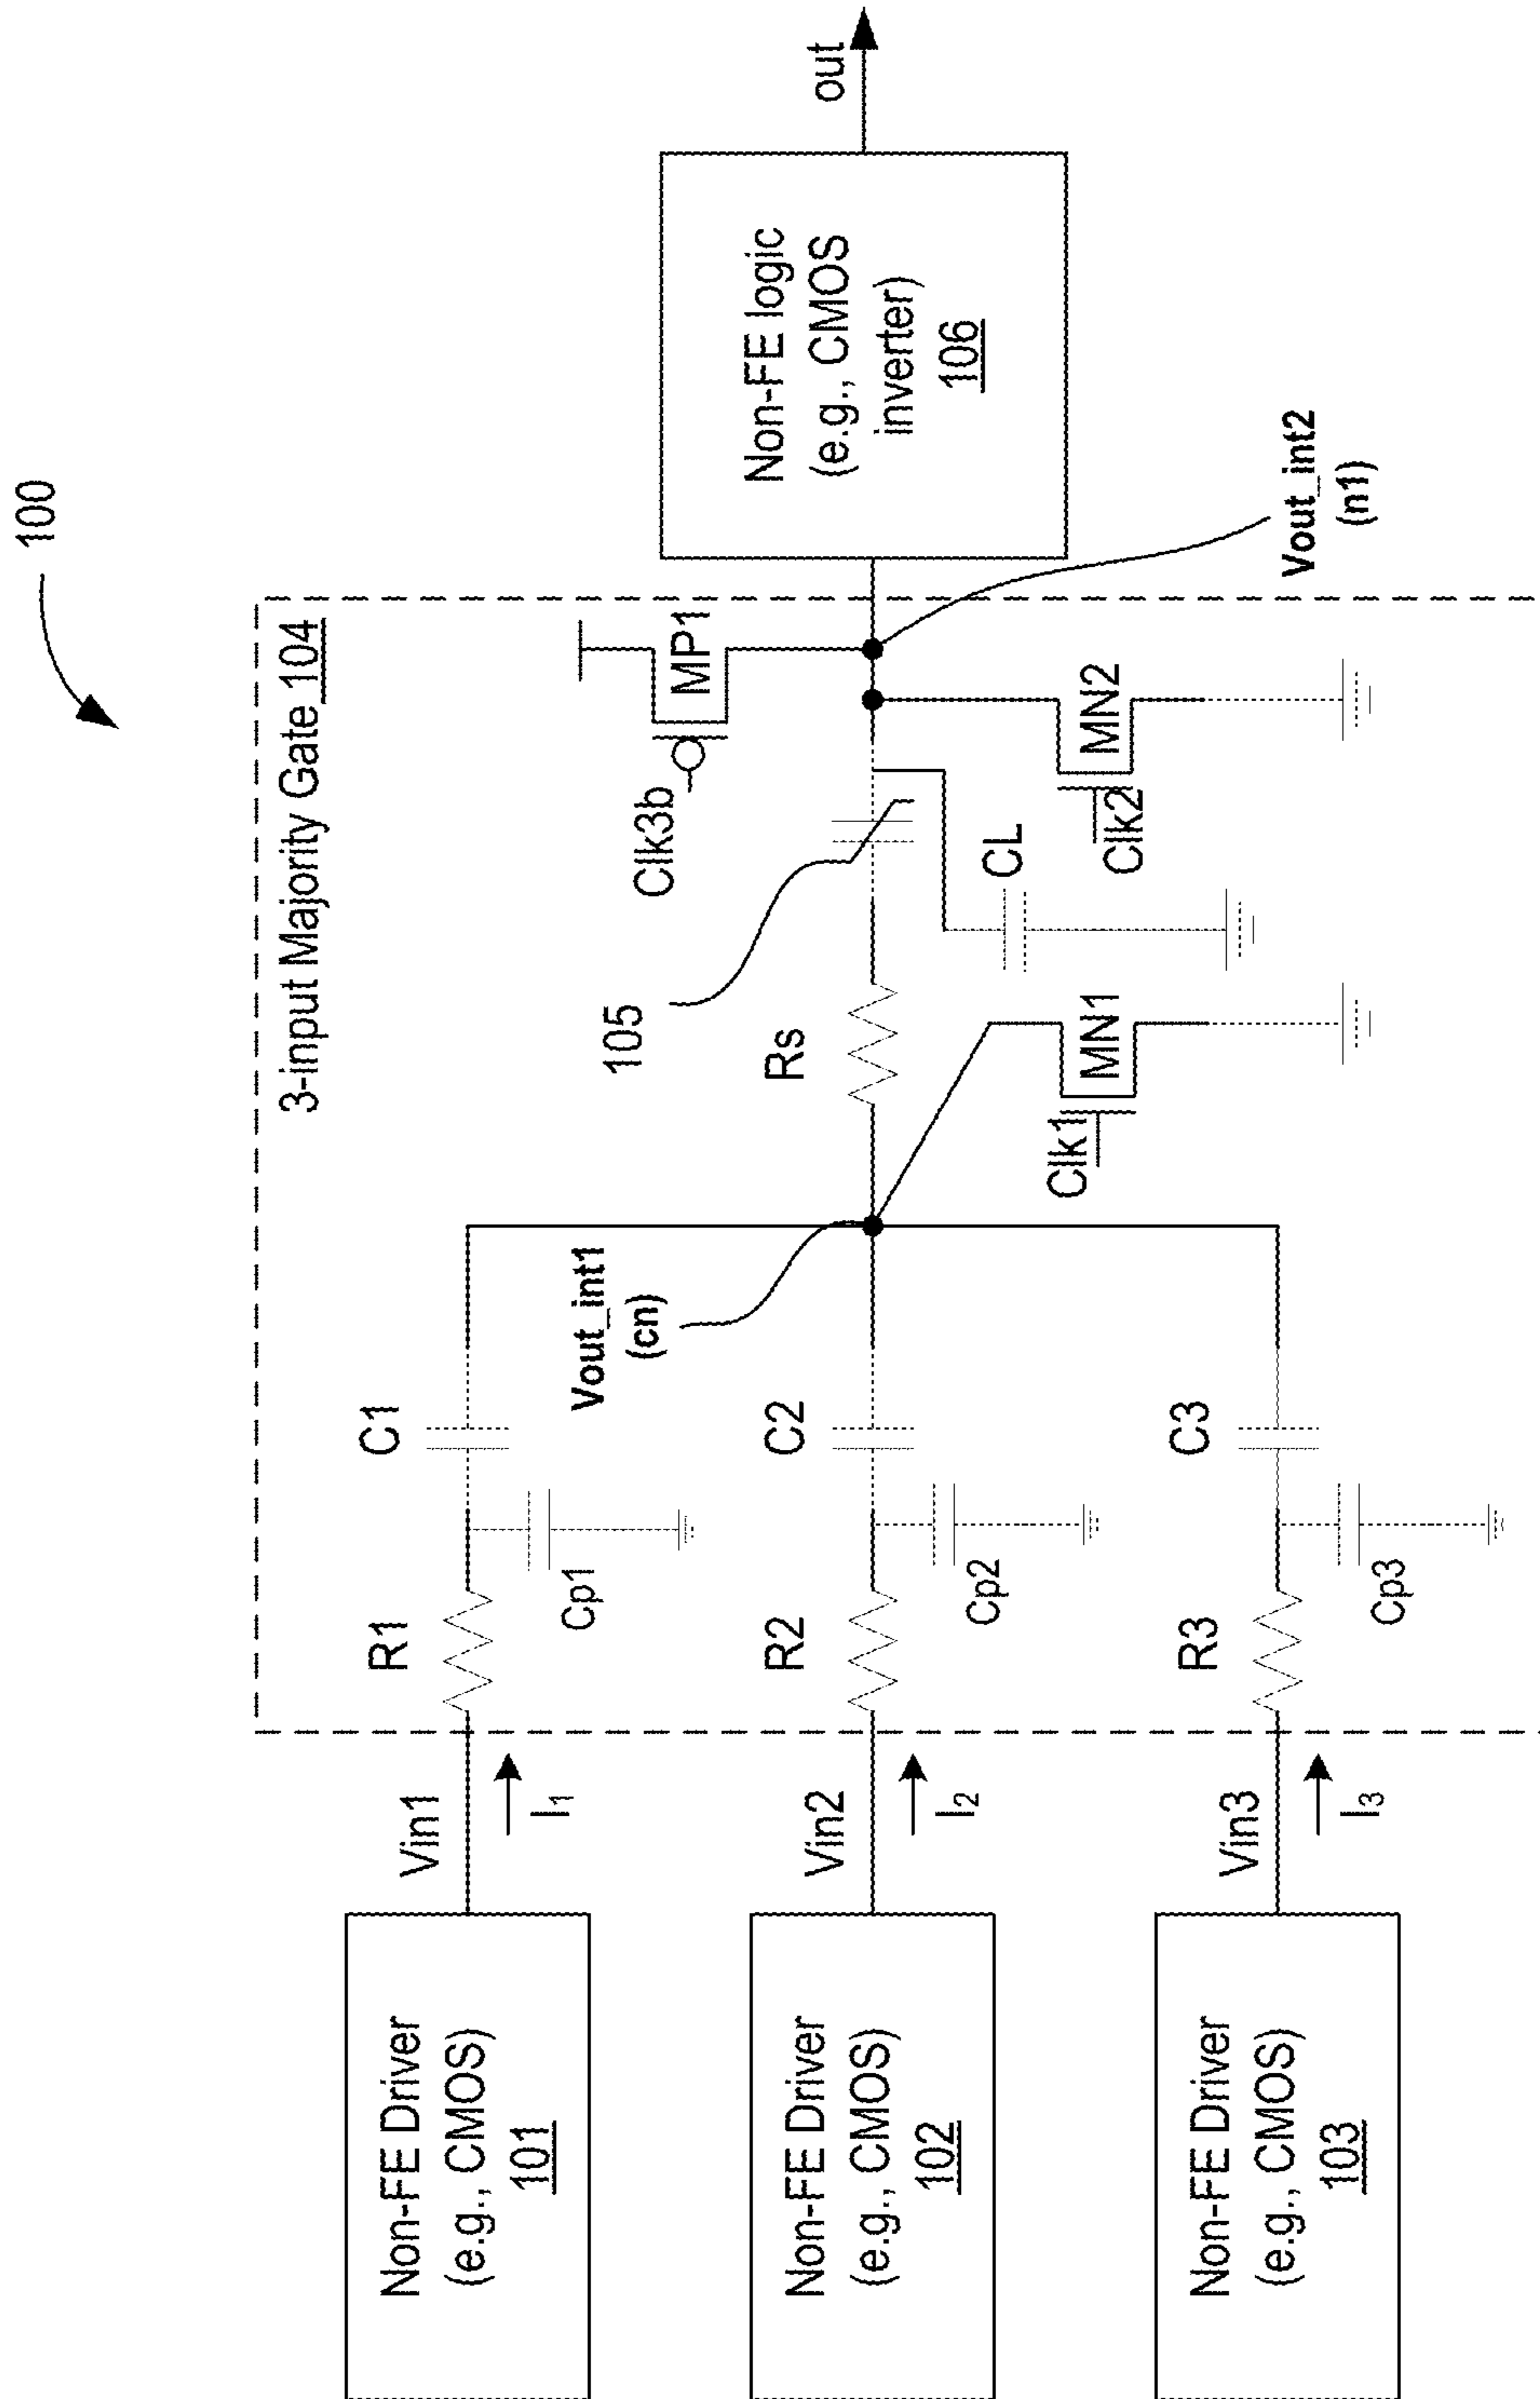 100
3-input Majority Gate 104
Non-FE Driver
(e.g., CMOS)
101
Vin1
I1
R1
Cp1
C1
Vout_int1
(cn)
Non-FE Driver
(e.g., CMOS)
102
Vin2
I2
R2
Cp2
C2
Rs
105
Clk3b
MP1
CL
Clk1
MN1
Clk2
MN2
Non-FE Driver
(e.g., CMOS)
103
Vin3
I3
R3
Cp3
C3
Non-FE logic
(e.g., CMOS
inverter)
106
out
Vout_int2
(n1)